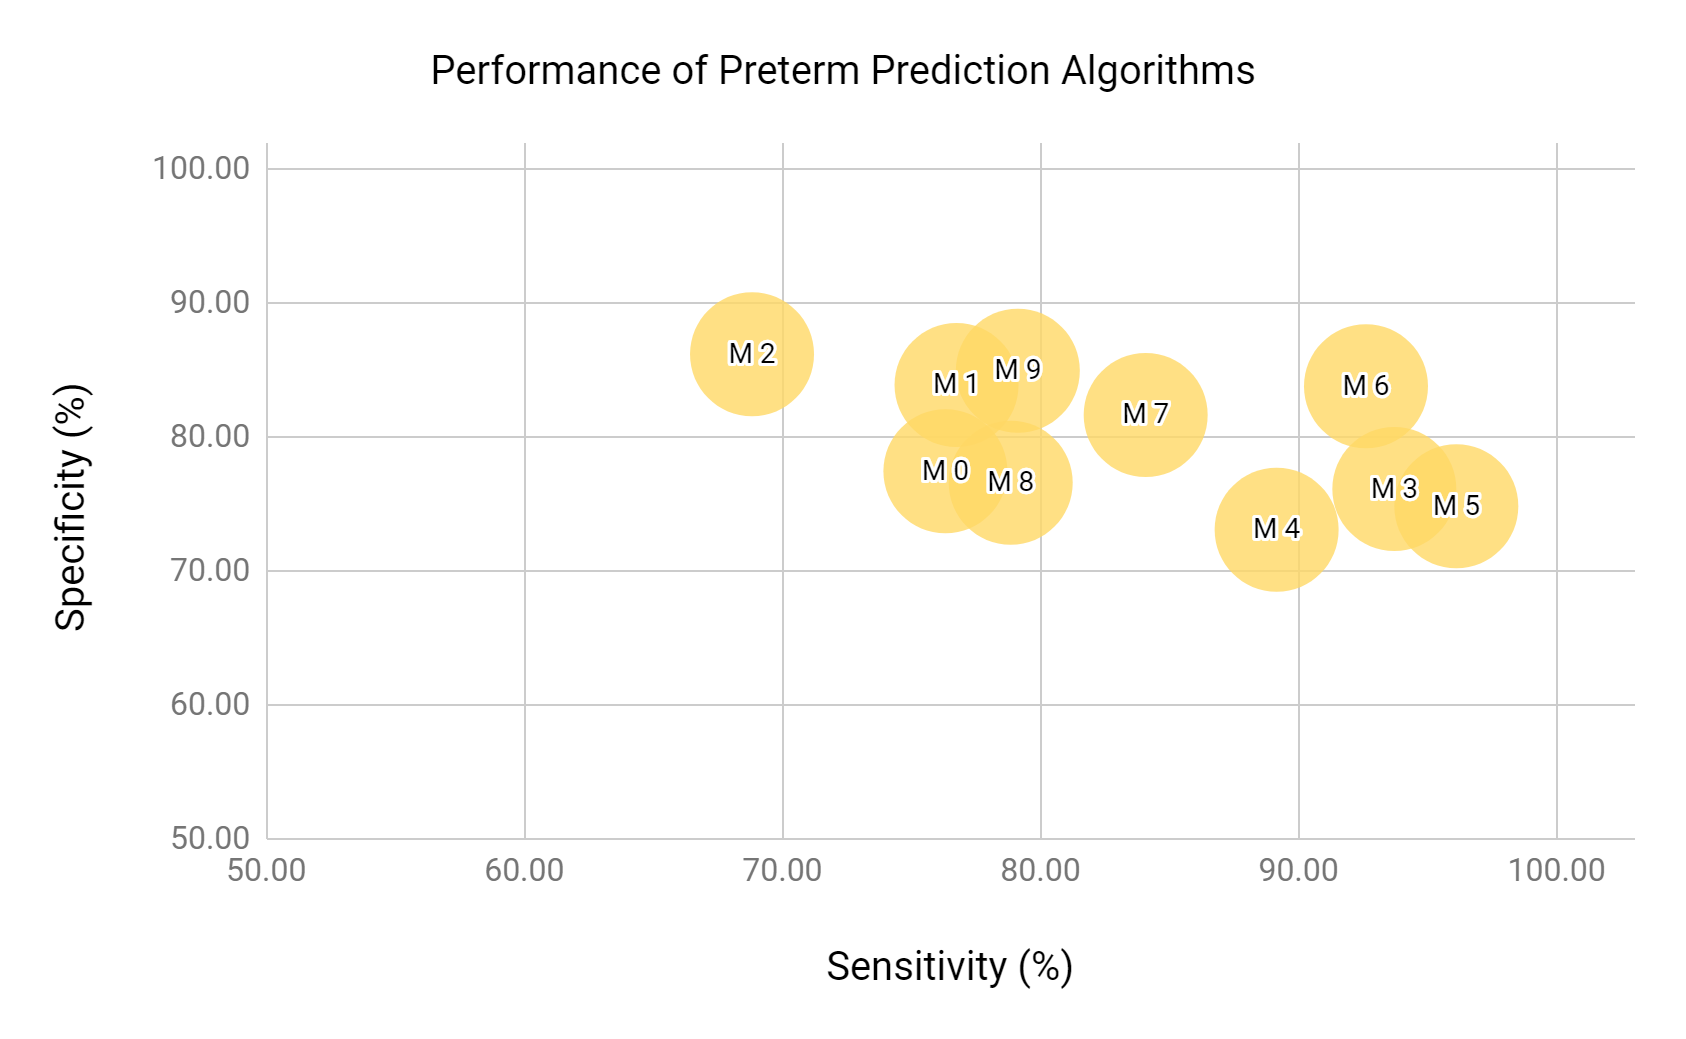 Performance of Preterm Prediction Algorithms
Specificity (%)
100.00
90.00
80.00
70.00
60.00
50.00
M 2
M 1
M 9
M 7
M 6
M 0
M 8
M 3
M 5
M 4
50.00
60.00
70.00
80.00
90.00
100.00
Sensitivity (%)